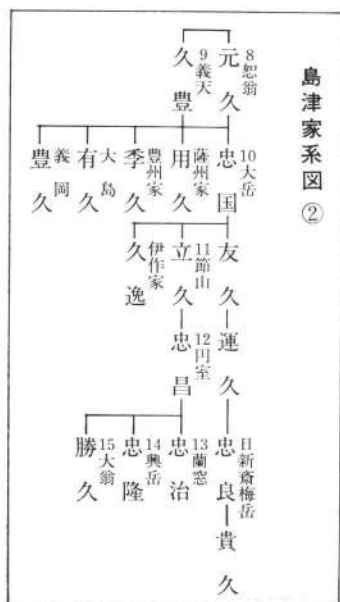 島津家系図②
8恕翁
元久
9義天
久豊
10大岳
忠国
薩州家
用久
豊州家
季久
大島
有久
義岡
豊久
友久
11節山
立久
伊作家
久逸
運久
12円室
忠昌
日新斎梅岳
忠良
貴久
13蘭窓
忠治
14興岳
忠隆
15大翁
勝久